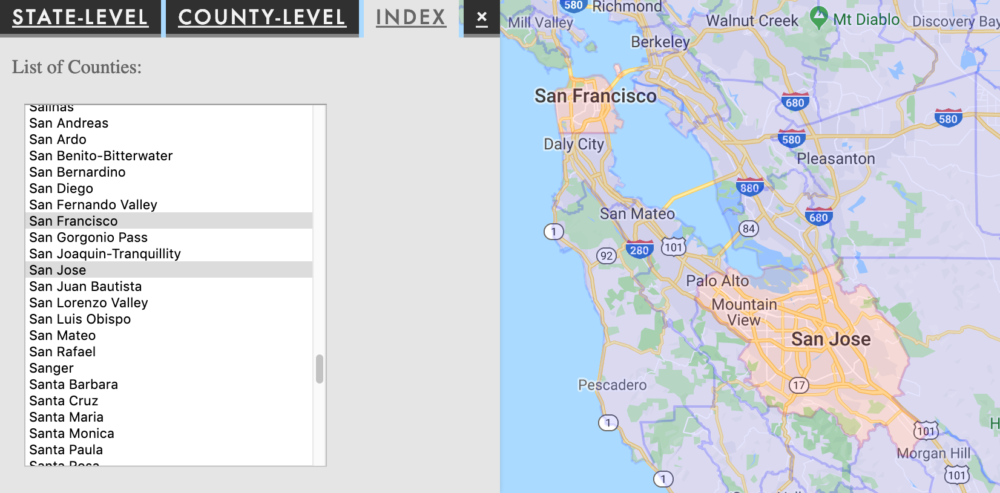 STATE-LEVEL
COUNTY-LEVEL
INDEX
×
List of Counties:
Salinas
San Andreas
San Ardo
San Benito-Bitterwater
San Bernardino
San Diego
San Fernando Valley
San Francisco
San Gorgonio Pass
San Joaquin-Tranquillity
San Jose
San Juan Bautista
San Lorenzo Valley
San Luis Obispo
San Mateo
San Rafael
Sanger
Santa Barbara
Santa Cruz
Santa Maria
Santa Monica
Santa Paula
Santa Rosa
580
Richmond
Mill Valley
Walnut Creek
Mt Diablo
Discovery Bay
Berkeley
San Francisco
680
580
580
Daly City
Pleasanton
880
San Mateo
680
1
84
92
280
101
Palo Alto
Mountain
View
San Jose
Pescadero
17
1
101
H
Morgan Hill
101
1